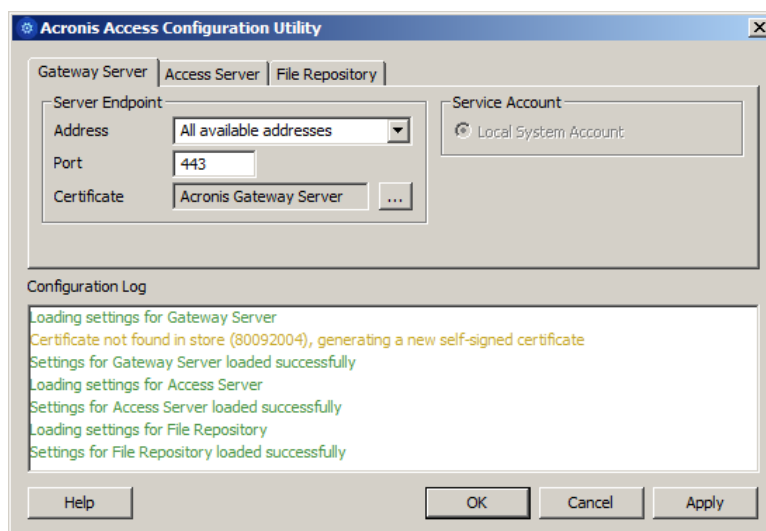 Acronis Access Configuration Utility
Gateway Server Access Server File Repository
Server Endpoint
Address All available addresses
Port 443
Certificate Acronis Gateway Server ...
Service Account
Local System Account
Configuration Log
Loading settings for Gateway Server
Certificate not found in store (80092004), generating a new self-signed certificate
Settings for Gateway Server loaded successfully
Loading settings for Access Server
Settings for Access Server loaded successfully
Loading settings for File Repository
Settings for File Repository loaded successfully
Help OK Cancel Apply